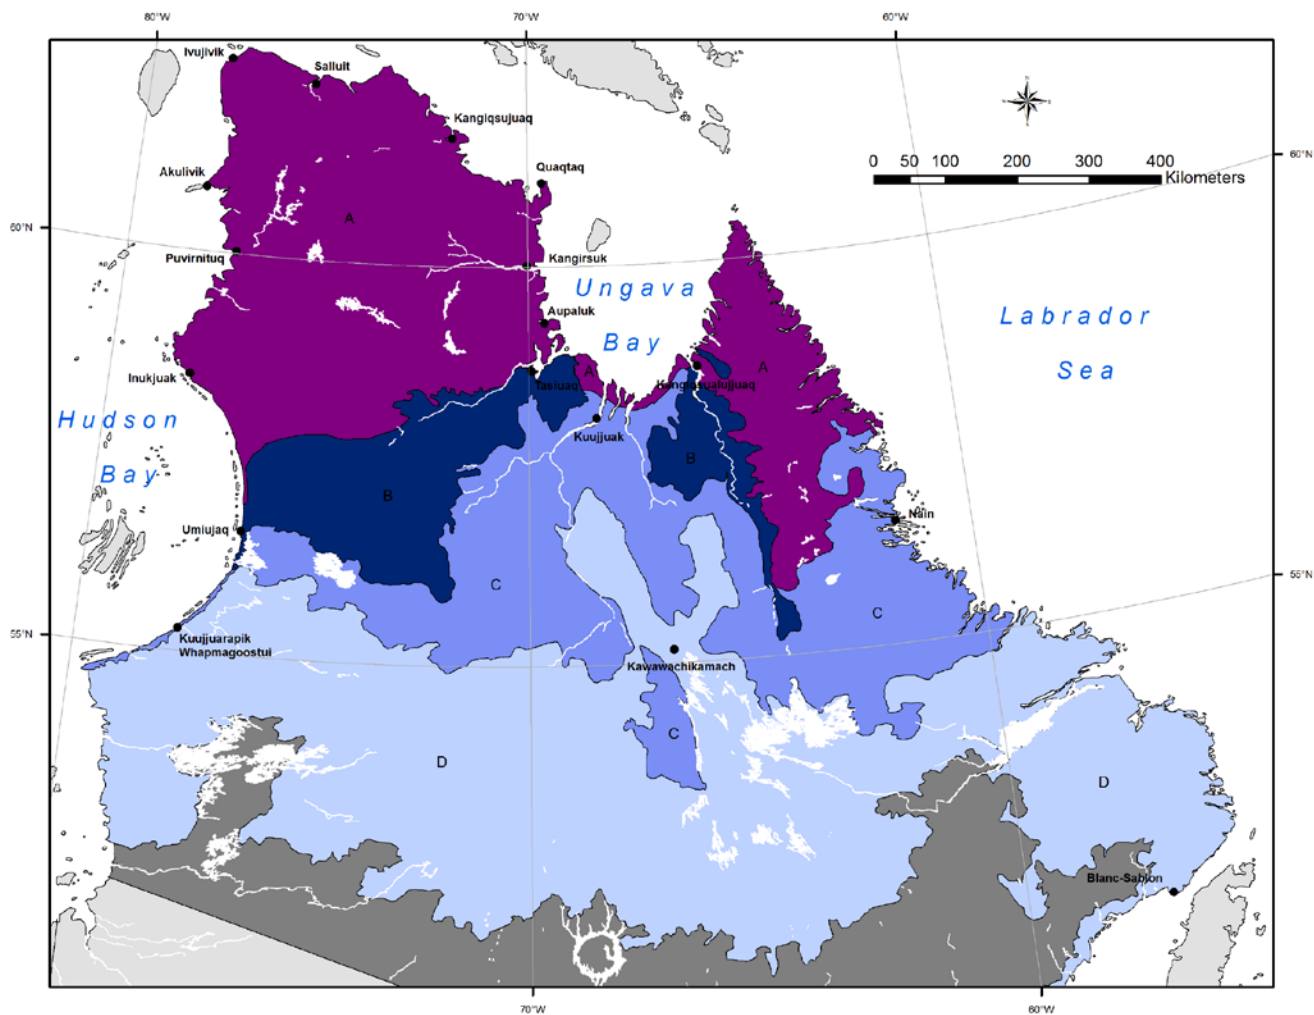 80°W 70°W 60°W
Ivujivik
Salluit
Kangiqsujuaq
Quaqtaq
60°N
0 50 100 200 300 400
Kilometers
Akulivik
A
4
60°N
Puvirnituq
Kangirsuk
Ungava
Bay
Labrador
Sea
Aupaluk
Inukjuak
A
A
Tasiujaq
Kangiqsualujjuaq
Hudson
Bay
Kuujjuak
B
B
Nain
Umiujaq
55°N
C
C
55°N
Kuujjuarapik
Whapmagoostui
Kawawachikamach
C
D
D
Blanc-Sablon
70°W 60°W